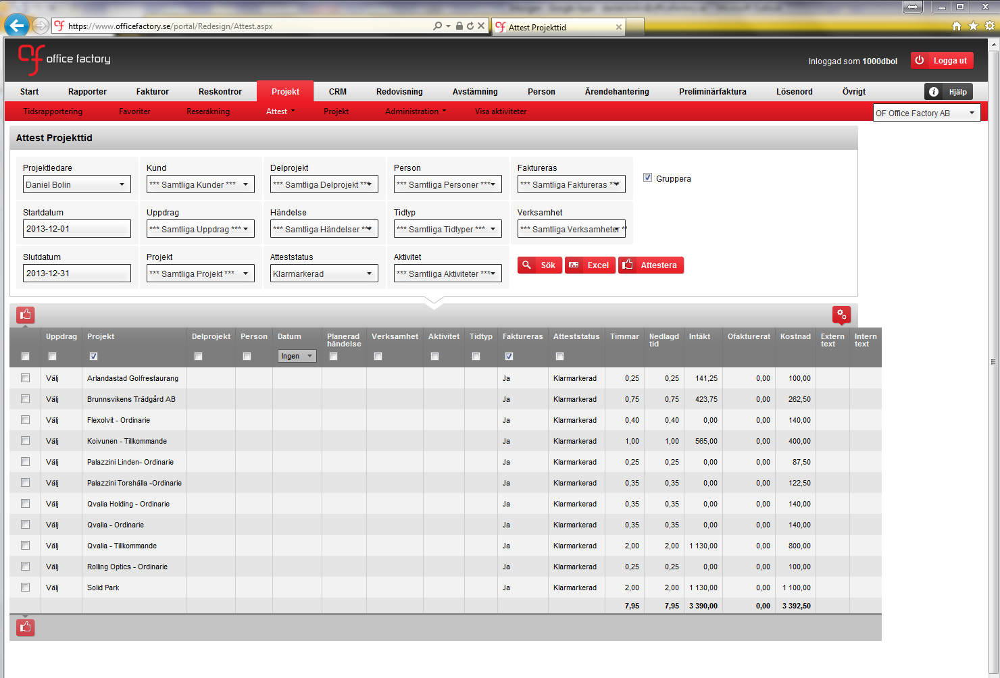 https://www.officefactory.se/portal/Redesign/Attest.aspx
Attest Projekttid
office factory
Inloggad som 1000dbol
Logga ut
Start Rapporter Fakturor Reskontror Projekt CRM Redovisning Avstämning Person Ärendehantering Preliminärfaktura Lösenord Övrigt
Hjälp
Tidsrapportering Favoriter Reseräkning Attest Projekt Administration Visa aktiviteter
OF Office Factory AB
Attest Projekttid
Projektledare Kund Delprojekt Person Faktureras
Daniel Bolin *** Samtliga Kunder *** *** Samtliga Delprojekt *** *** Samtliga Personer *** *** Samtliga Faktureras *** Gruppera
Startdatum Uppdrag Händelse Tidtyp Verksamhet
2013-12-01 *** Samtliga Uppdrag *** *** Samtliga Händelser *** *** Samtliga Tidtyper *** *** Samtliga Verksamheter **
Slutdatum Projekt Atteststatus Aktivitet
2013-12-31 *** Samtliga Projekt *** Klarmarkerad *** Samtliga Aktiviteter ***
Sök Excel Attestera
Uppdrag Projekt Delprojekt Person Datum Planerad händelse Verksamhet Aktivitet Tidtyp Faktureras Atteststatus Timmar Nedlagd tid Intäkt Ofakturerat Kostnad Extern text Intern text
Ingen
Välj Arlandastad Golfrestaurang Ja Klarmarkerad 0,25 0,25 141,25 0,00 100,00
Välj Brunnsvikens Trädgård AB Ja Klarmarkerad 0,75 0,75 423,75 0,00 262,50
Välj Flexolvit - Ordinarie Ja Klarmarkerad 0,40 0,40 0,00 0,00 140,00
Välj Koivunen - Tillkommande Ja Klarmarkerad 1,00 1,00 565,00 0,00 400,00
Välj Palazzini Linden- Ordinarie Ja Klarmarkerad 0,25 0,25 0,00 0,00 87,50
Välj Palazzini Torshälla -Ordinarie Ja Klarmarkerad 0,35 0,35 0,00 0,00 122,50
Välj Qvalia Holding - Ordinarie Ja Klarmarkerad 0,35 0,35 0,00 0,00 140,00
Välj Qvalia - Ordinarie Ja Klarmarkerad 0,35 0,35 0,00 0,00 140,00
Välj Qvalia - Tillkommande Ja Klarmarkerad 2,00 2,00 1 130,00 0,00 800,00
Välj Rolling Optics - Ordinarie Ja Klarmarkerad 0,25 0,25 0,00 0,00 100,00
Välj Solid Park Ja Klarmarkerad 2,00 2,00 1 130,00 0,00 1 100,00
7,95 7,95 3 390,00 0,00 3 392,50